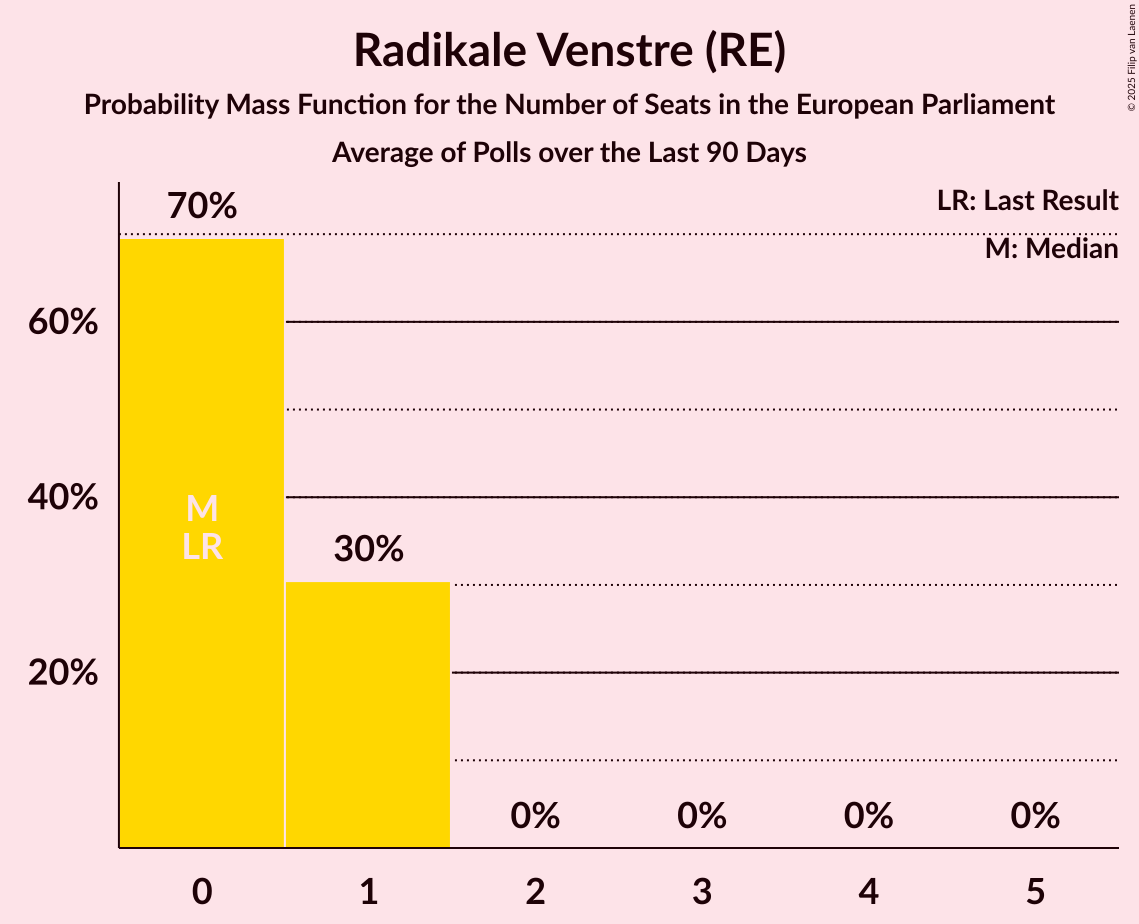 Radikale Venstre (RE)
Probability Mass Function for the Number of Seats in the European Parliament
Average of Polls over the Last 90 Days
© 2025 Filip van Laenen
LR: Last Result
M: Median
70%
60%
40%
M
LR
30%
20%
0% 0% 0% 0%
0 1 2 3 4 5